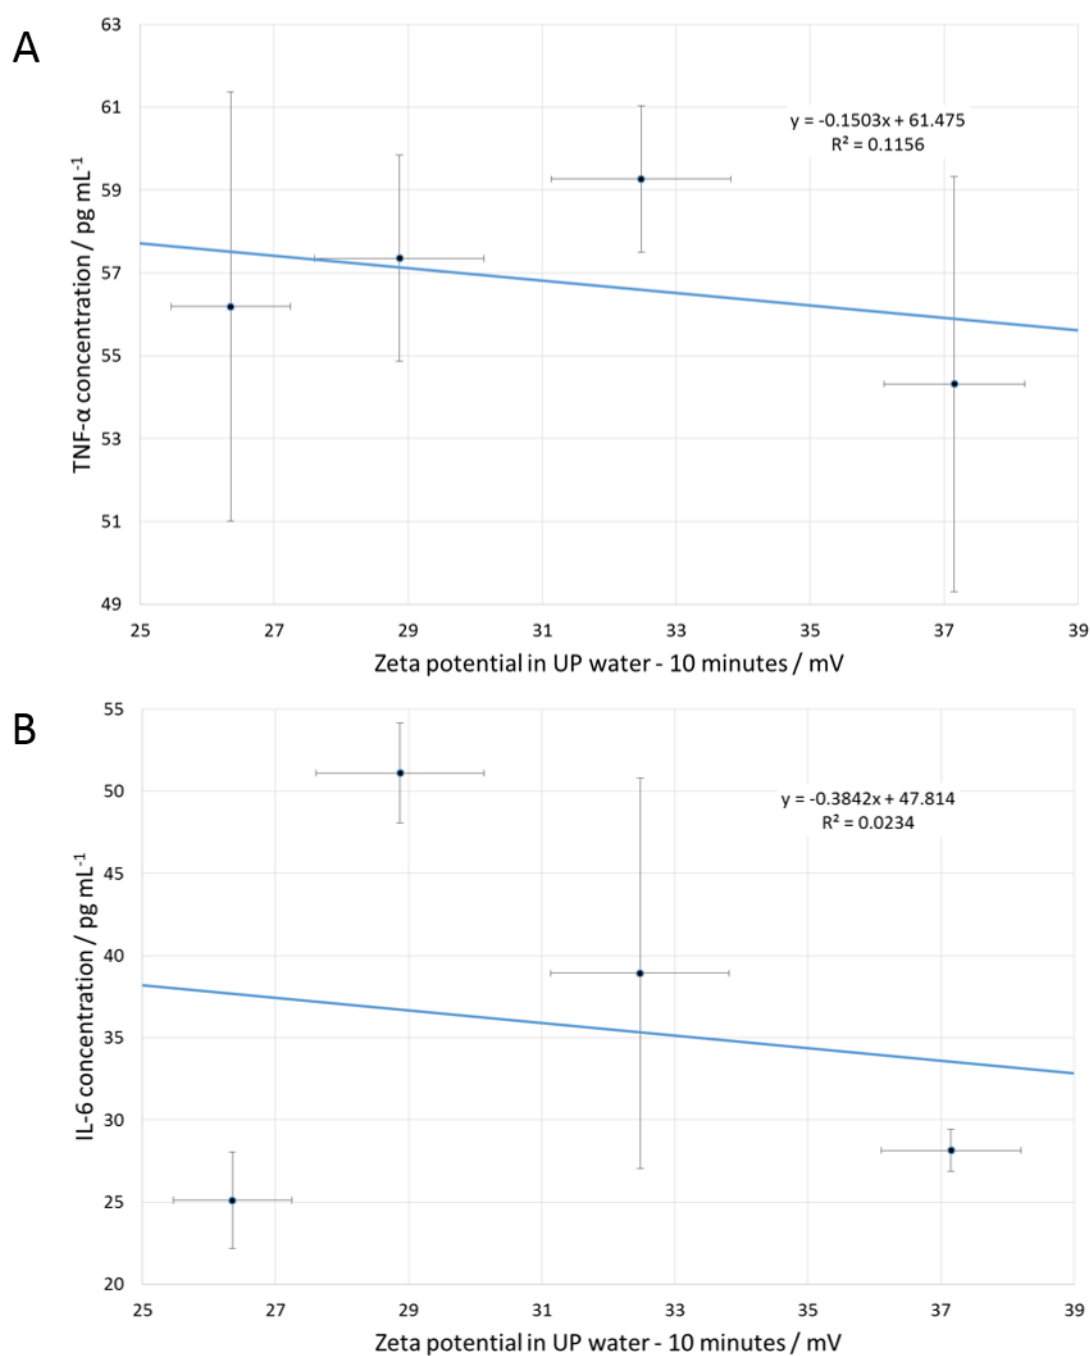 A
63
61
59
57
55
53
51
49
TNF-α concentration / pg mL⁻¹
y = -0.1503x + 61.475
R² = 0.1156
25 27 29 31 33 35 37 39
Zeta potential in UP water - 10 minutes / mV
B
55
50
45
40
35
30
25
20
IL-6 concentration / pg mL⁻¹
y = -0.3842x + 47.814
R² = 0.0234
25 27 29 31 33 35 37 39
Zeta potential in UP water - 10 minutes / mV